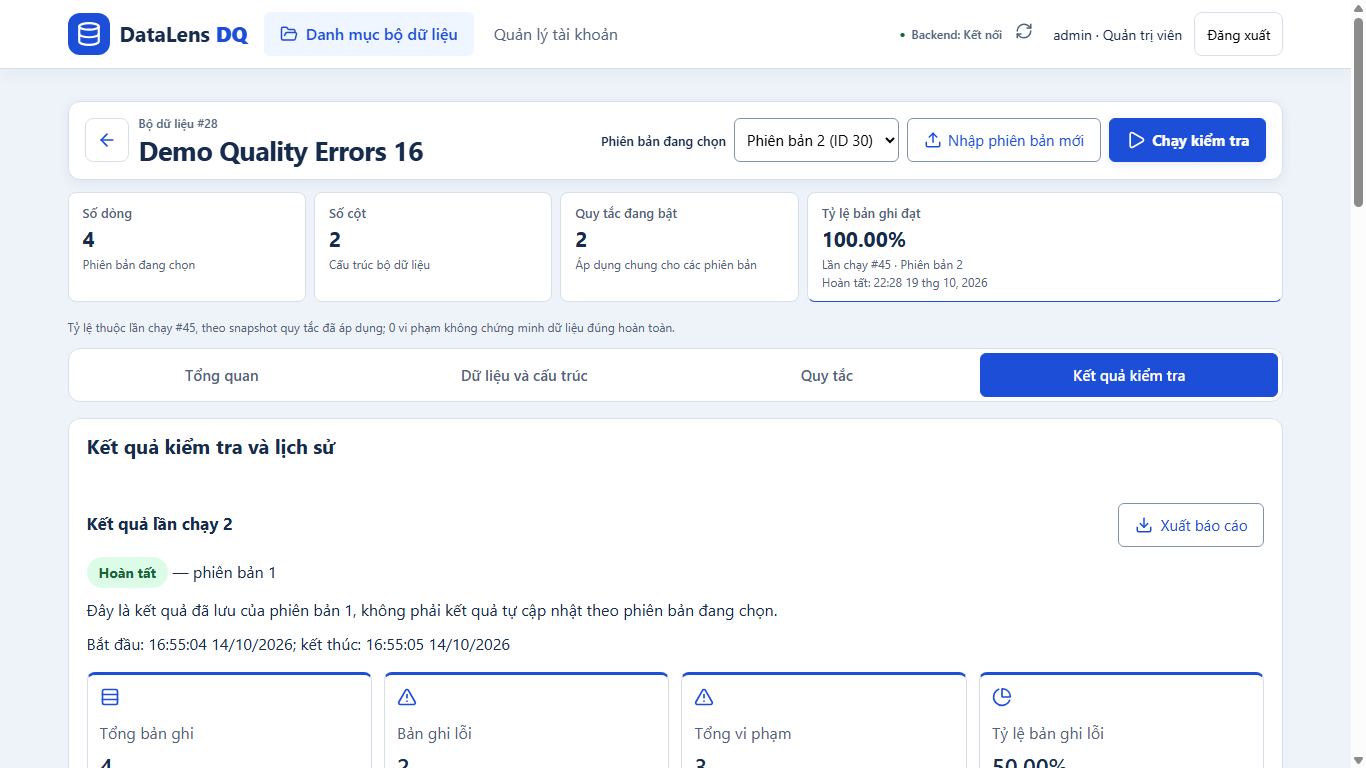 DataLens DQ
Danh mục bộ dữ liệu
Quản lý tài khoản
• Backend: Kết nối
admin · Quản trị viên
Đăng xuất
Bộ dữ liệu #28
Demo Quality Errors 16
Phiên bản đang chọn
Phiên bản 2 (ID 30)
Nhập phiên bản mới
Chạy kiểm tra
Số dòng
4
Phiên bản đang chọn
Số cột
2
Cấu trúc bộ dữ liệu
Quy tắc đang bật
2
Áp dụng chung cho các phiên bản
Tỷ lệ bản ghi đạt
100.00%
Lần chạy #45 · Phiên bản 2
Hoàn tất: 22:28 19 thg 10, 2026
Tỷ lệ thuộc lần chạy #45, theo snapshot quy tắc đã áp dụng; 0 vi phạm không chứng minh dữ liệu đúng hoàn toàn.
Tổng quan
Dữ liệu và cấu trúc
Quy tắc
Kết quả kiểm tra
Kết quả kiểm tra và lịch sử
Kết quả lần chạy 2
Xuất báo cáo
Hoàn tất — phiên bản 1
Đây là kết quả đã lưu của phiên bản 1, không phải kết quả tự cập nhật theo phiên bản đang chọn.
Bắt đầu: 16:55:04 14/10/2026; kết thúc: 16:55:05 14/10/2026
Tổng bản ghi
4
Bản ghi lỗi
2
Tổng vi phạm
3
Tỷ lệ bản ghi lỗi
50.00%